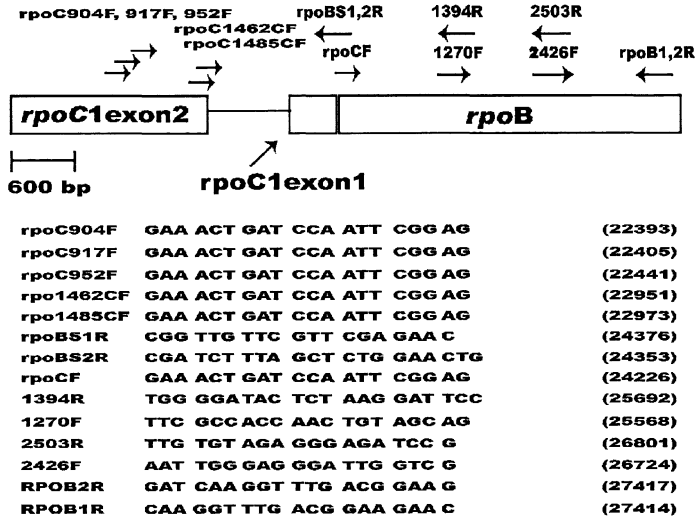 rpoC904F, 917F, 952F
rpoBS1,2R 1394R 2503R
rpoC1462CF
rpoC1485CF
rpoCF 1270F 2426F rpoB1,2R
rpoC1exon2 rpoB
rpoC1exon1
600 bp
rpoC904F GAA ACT GAT CCA ATT CGG AG (22393)
rpoC917F GAA ACT GAT CCA ATT CGG AG (22405)
rpoC952F GAA ACT GAT CCA ATT CGG AG (22441)
rpo1462CF GAA ACT GAT CCA ATT CGG AG (22951)
rpo1485CF GAA ACT GAT CCA ATT CGG AG (22973)
rpoBS1R CGG TTG TTC GTT CGA GAA C (24376)
rpoBS2R CGA TCT TTA GCT CTG GAA CTG (24353)
rpoCF GAA ACT GAT CCA ATT CGG AG (24226)
1394R TGG GGA TAC TCT AAG GAT TCC (25692)
1270F TTC GCC ACC AAC TGT AGC AG (25568)
2503R TTG TGT AGA GGG AGA TCC G (26801)
2426F AAT TGG GAG GGA TTG GTC G (26724)
RPOB2R GAT CAA GGT TTG ACG GAA G (27417)
RPOB1R CAA GGT TTG ACG GAA GAA C (27414)